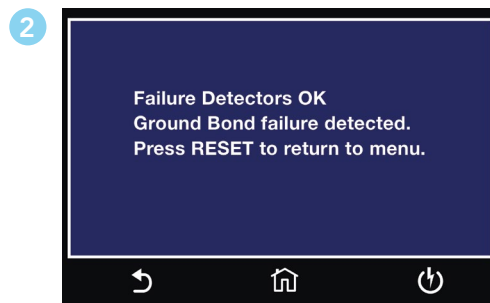 2
Failure Detectors OK
Ground Bond failure detected.
Press RESET to return to menu.